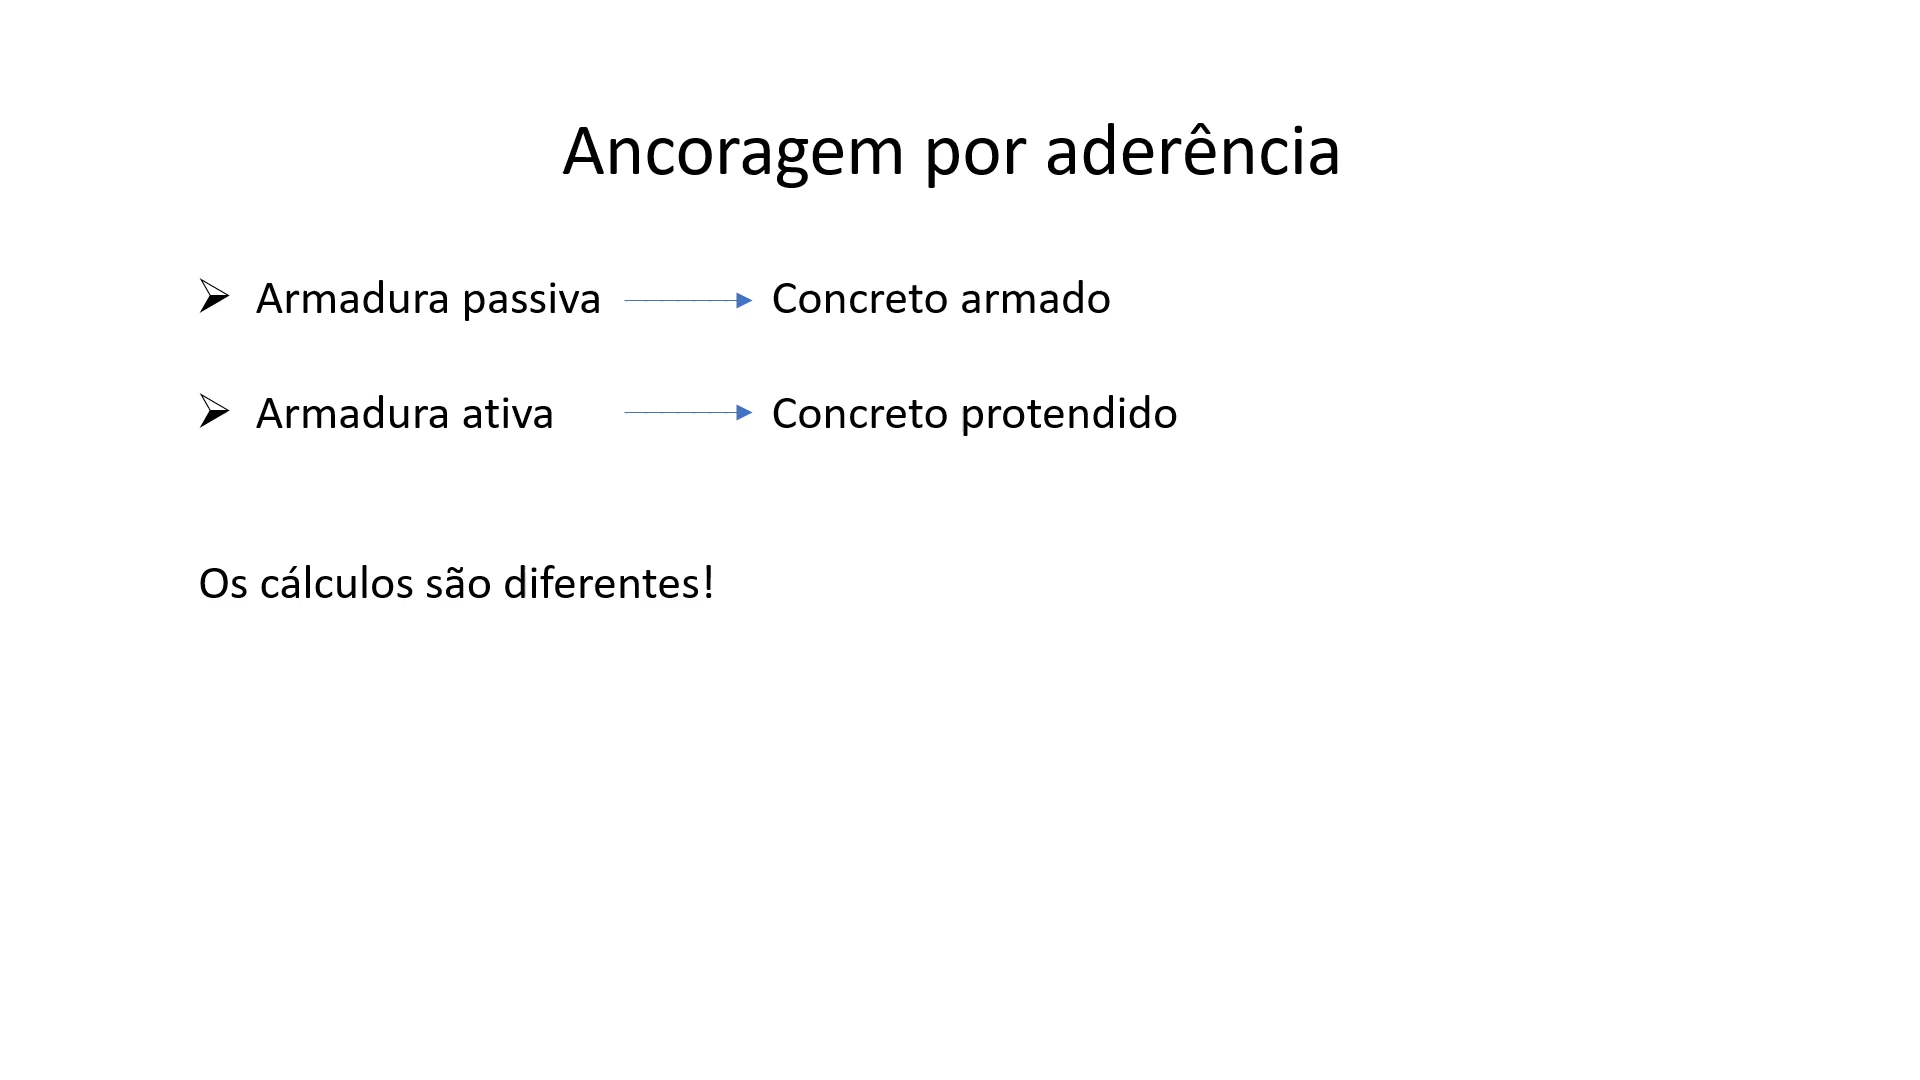 Ancoragem por aderência
Armadura passiva Concreto armado
Armadura ativa Concreto protendido
Os cálculos são diferentes!